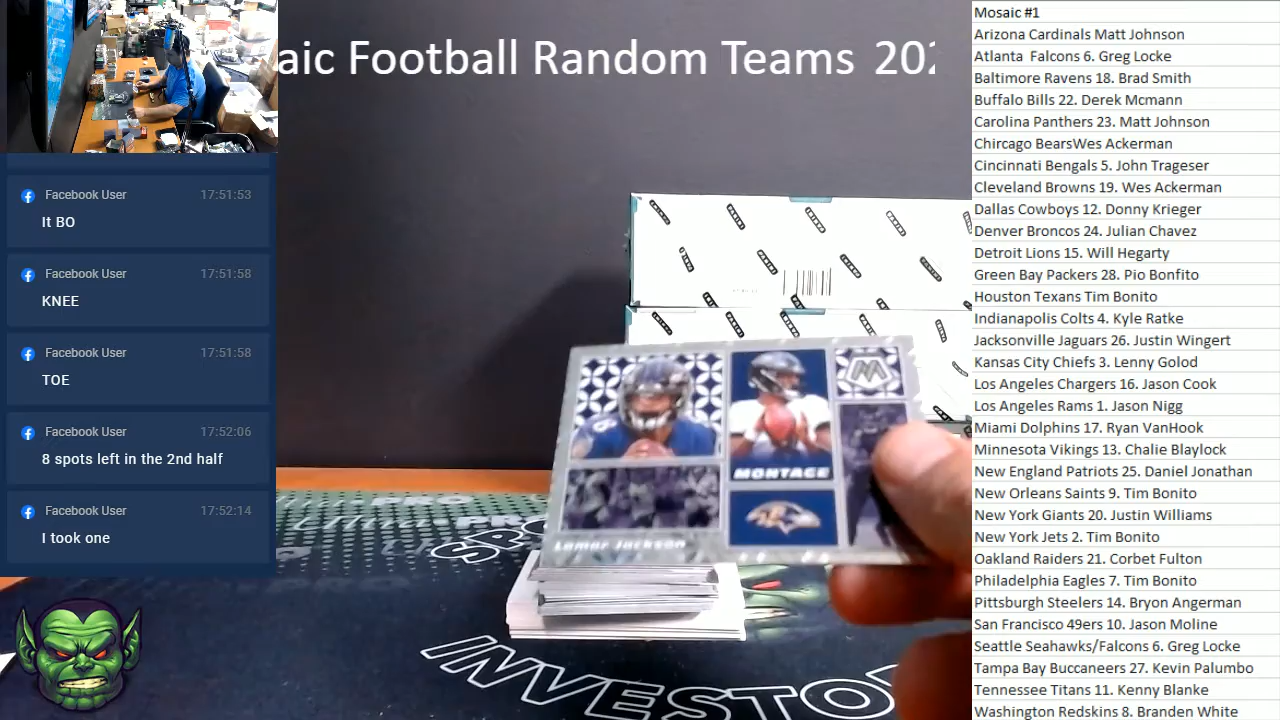 aic Football Random Teams 202
Facebook User 17:51:53
It BO
Facebook User 17:51:58
KNEE
Facebook User 17:51:58
TOE
Facebook User 17:52:06
8 spots left in the 2nd half
Facebook User 17:52:14
I took one
MONTAGE
Lamar Jackson
INVESTO
Mosaic #1
Arizona Cardinals Matt Johnson
Atlanta Falcons 6. Greg Locke
Baltimore Ravens 18. Brad Smith
Buffalo Bills 22. Derek Mcmann
Carolina Panthers 23. Matt Johnson
Chircago BearsWes Ackerman
Cincinnati Bengals 5. John Trageser
Cleveland Browns 19. Wes Ackerman
Dallas Cowboys 12. Donny Krieger
Denver Broncos 24. Julian Chavez
Detroit Lions 15. Will Hegarty
Green Bay Packers 28. Pio Bonfito
Houston Texans Tim Bonito
Indianapolis Colts 4. Kyle Ratke
Jacksonville Jaguars 26. Justin Wingert
Kansas City Chiefs 3. Lenny Golod
Los Angeles Chargers 16. Jason Cook
Los Angeles Rams 1. Jason Nigg
Miami Dolphins 17. Ryan VanHook
Minnesota Vikings 13. Chalie Blaylock
New England Patriots 25. Daniel Jonathan
New Orleans Saints 9. Tim Bonito
New York Giants 20. Justin Williams
New York Jets 2. Tim Bonito
Oakland Raiders 21. Corbet Fulton
Philadelphia Eagles 7. Tim Bonito
Pittsburgh Steelers 14. Bryon Angerman
San Francisco 49ers 10. Jason Moline
Seattle Seahawks/Falcons 6. Greg Locke
Tampa Bay Buccaneers 27. Kevin Palumbo
Tennessee Titans 11. Kenny Blanke
Washington Redskins 8. Branden White